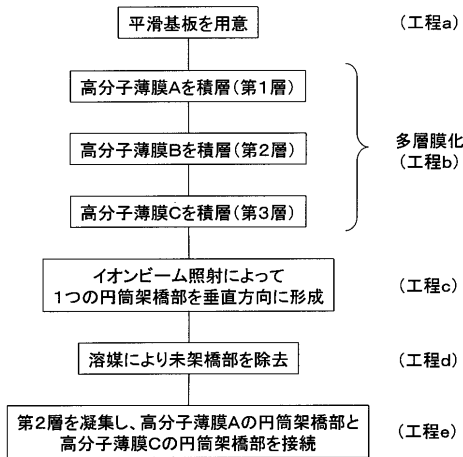 平滑基板を用意
(工程a)
高分子薄膜Aを積層(第1層)
高分子薄膜Bを積層(第2層)
高分子薄膜Cを積層(第3層)
多層膜化
(工程b)
イオンビーム照射によって
1つの円筒架橋部を垂直方向に形成
(工程c)
溶媒により未架橋部を除去
(工程d)
第2層を凝集し、高分子薄膜Aの円筒架橋部と
高分子薄膜Cの円筒架橋部を接続
(工程e)